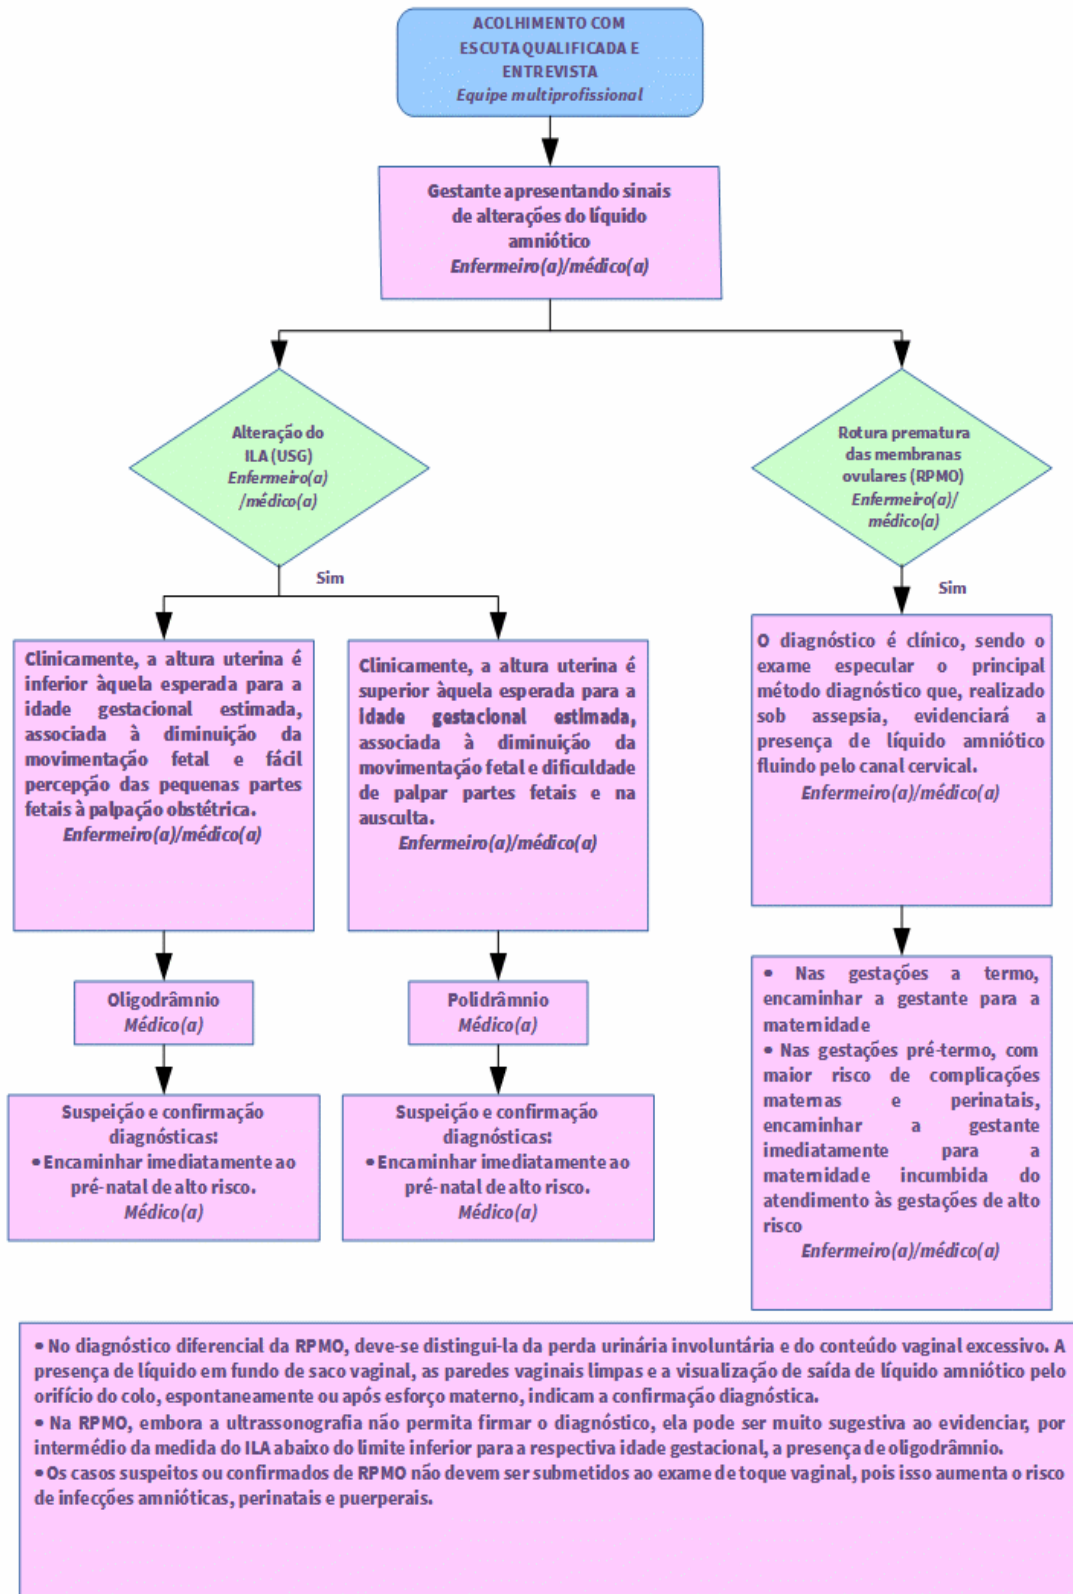 ACOLHIMENTO COM
ESCUTA QUALIFICADA E
ENTREVISTA
Equipe multiprofissional
Gestante apresentando sinais
de alterações do líquido
amniótico
Enfermeiro(a)/médico(a)
Alteração do
ILA (USG)
Enfermeiro(a)
/médico(a)
Sim
Rotura prematura
das membranas
ovulares (RPMO)
Enfermeiro(a)/
médico(a)
Sim
Clinicamente, a altura uterina é
inferior àquela esperada para a
idade gestacional estimada,
associada à diminuição da
movimentação fetal e fácil
percepção das pequenas partes
fetais à palpação obstétrica.
Enfermeiro(a)/médico(a)
Clinicamente, a altura uterina é
superior àquela esperada para a
idade gestacional estimada,
associada à diminuição da
movimentação fetal e dificuldade
de palpar partes fetais e na
ausculta.
Enfermeiro(a)/médico(a)
O diagnóstico é clínico, sendo o
exame especular o principal
método diagnóstico que, realizado
sob assepsia, evidenciará a
presença de líquido amniótico
fluindo pelo canal cervical.
Enfermeiro(a)/médico(a)
Oligodrâmnio
Médico(a)
Polidrâmnio
Médico(a)
Suspeição e confirmação
diagnósticas:
• Encaminhar imediatamente ao
pré-natal de alto risco.
Médico(a)
Suspeição e confirmação
diagnósticas:
• Encaminhar imediatamente ao
pré-natal de alto risco.
Médico(a)
• Nas gestações a termo,
encaminhar a gestante para a
maternidade
• Nas gestações pré-termo, com
maior risco de complicações
maternas e perinatais,
encaminhar a gestante
imediatamente para a
maternidade incumbida do
atendimento às gestações de alto
risco
Enfermeiro(a)/médico(a)
• No diagnóstico diferencial da RPMO, deve-se distingui-la da perda urinária involuntária e do conteúdo vaginal excessivo. A
presença de líquido em fundo de saco vaginal, as paredes vaginais limpas e a visualização de saída de líquido amniótico pelo
orifício do colo, espontaneamente ou após esforço materno, indicam a confirmação diagnóstica.
• Na RPMO, embora a ultrassonografia não permita firmar o diagnóstico, ela pode ser muito sugestiva ao evidenciar, por
intermédio da medida do ILA abaixo do limite inferior para a respectiva idade gestacional, a presença de oligodrâmnio.
• Os casos suspeitos ou confirmados de RPMO não devem ser submetidos ao exame de toque vaginal, pois isso aumenta o risco
de infecções amnióticas, perinatais e puerperais.